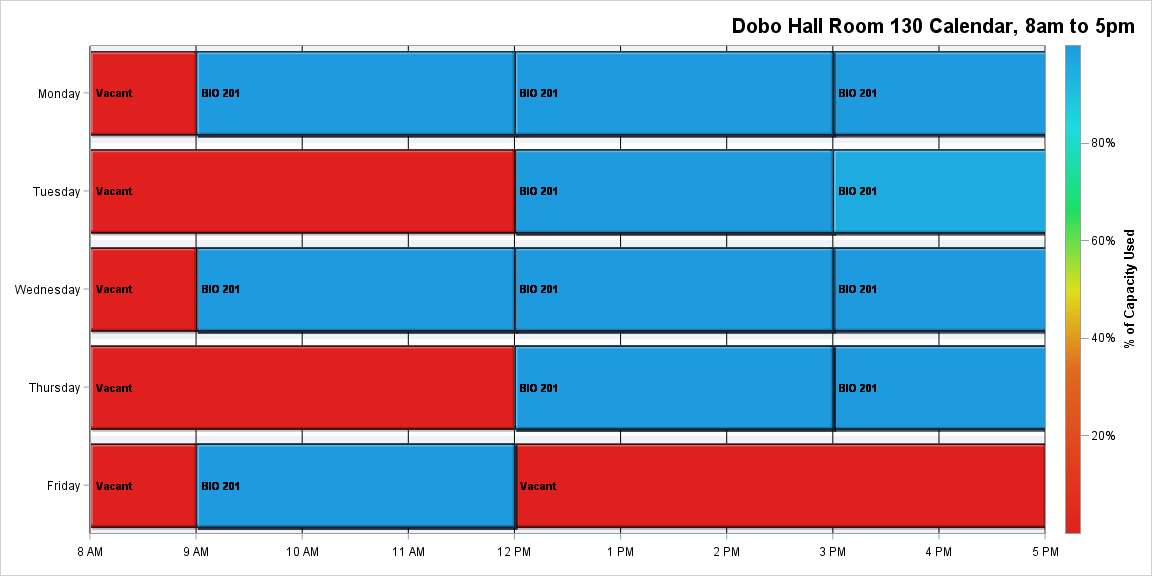 Dobo Hall Room 130 Calendar, 8am to 5pm
Monday Vacant BIO 201 BIO 201 BIO 201
Tuesday Vacant BIO 201 BIO 201
Wednesday Vacant BIO 201 BIO 201 BIO 201
Thursday Vacant BIO 201 BIO 201
Friday Vacant BIO 201 Vacant
8 AM 9 AM 10 AM 11 AM 12 PM 1 PM 2 PM 3 PM 4 PM 5 PM
80%
60%
40%
20%
% of Capacity Used